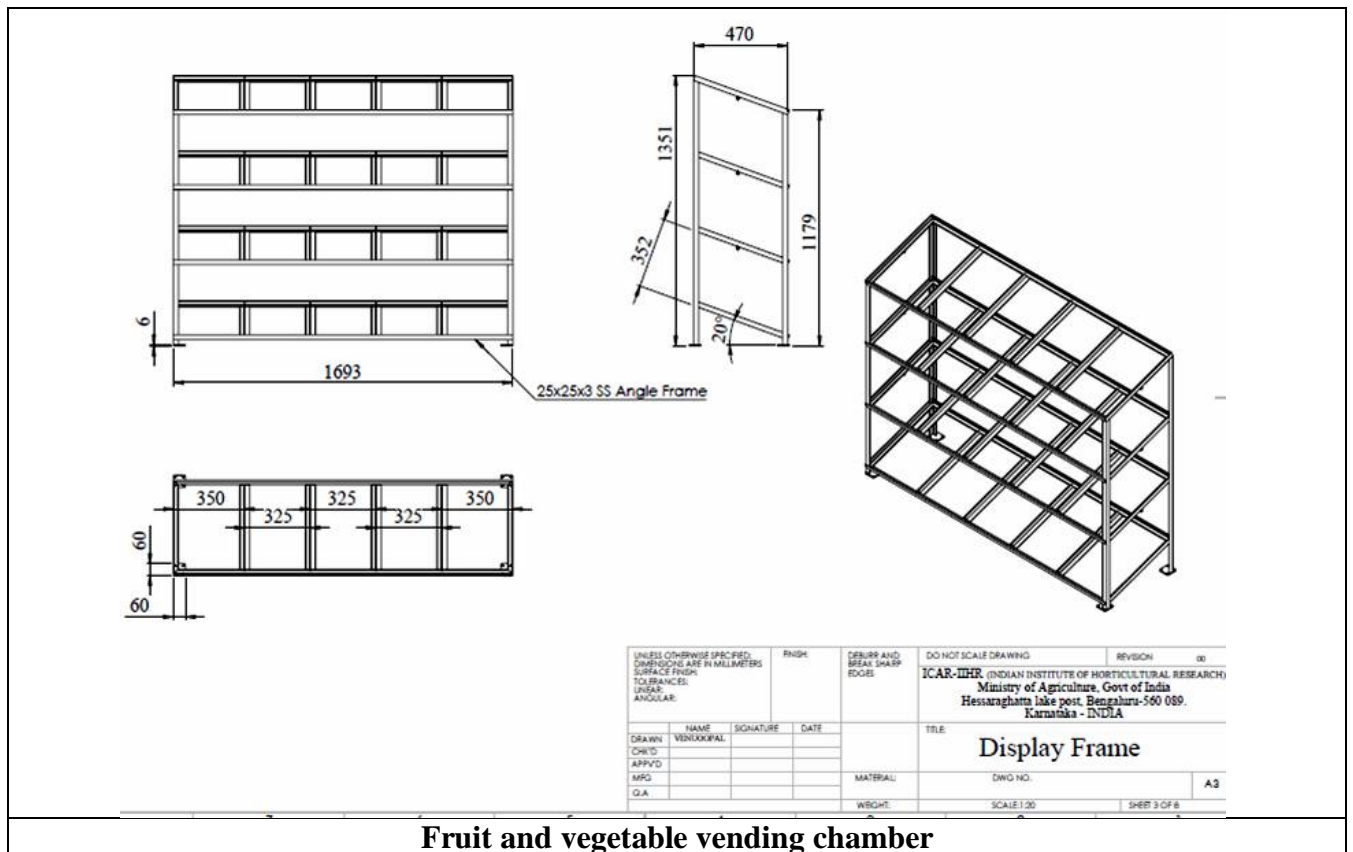 470
1351
1179
352
20°
6
1693
25x25x3 SS Angle Frame
350
325
350
325
325
60
60
UNLESS OTHERWISE SPECIFIED:
DIMENSIONS ARE IN MILLIMETERS
SURFACE FINISH:
TOLERANCES:
LINEAR:
ANGULAR:
FINISH:
DEBURR AND
BREAK SHARP
EDGES
DO NOT SCALE DRAWING
REVISION
00
ICAR-IIHR (INDIAN INSTITUTE OF HORTICULTURAL RESEARCH)
Ministry of Agriculture, Govt of India
Hessaraghatta lake post, Bengaluru-560 089.
Karnataka - INDIA
NAME SIGNATURE DATE
DRAWN VENUGOPAL
CHK'D
APPV'D
MFG
Q.A
TITLE:
Display Frame
MATERIAL:
DWG NO.
A3
WEIGHT:
SCALE:1:20
SHEET 3 OF 8
Fruit and vegetable vending chamber